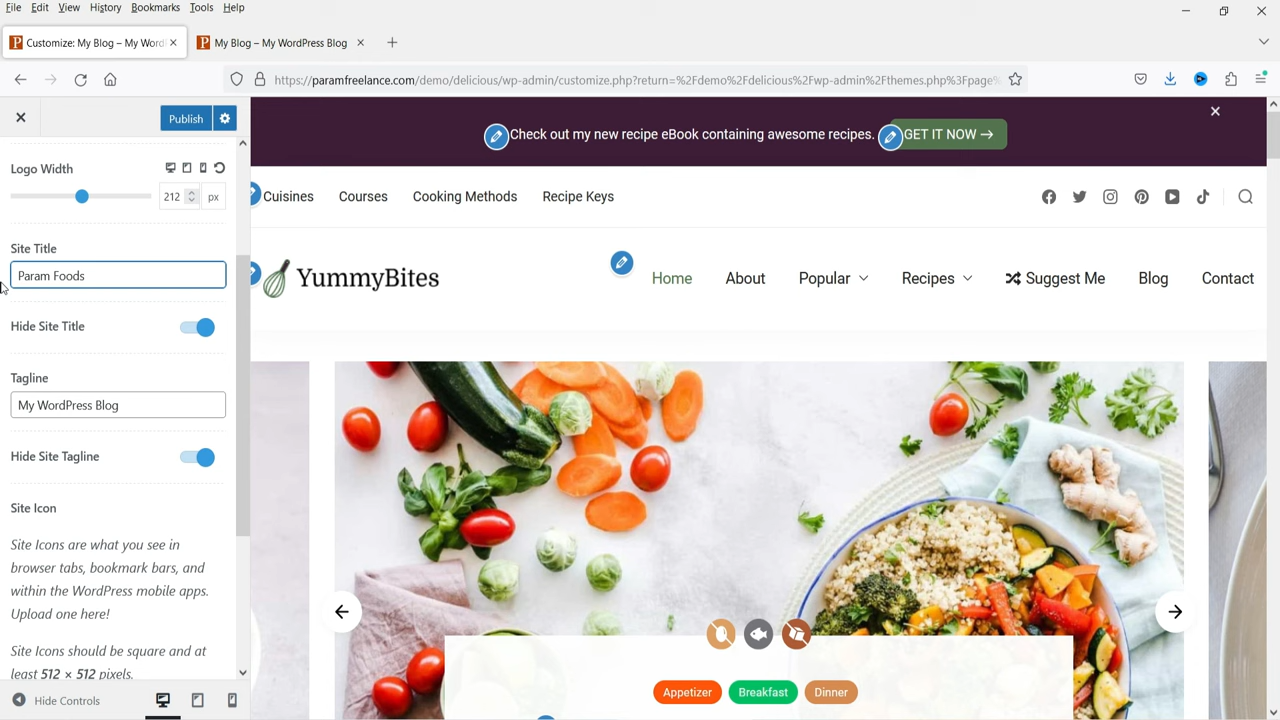 File Edit View History Bookmarks Tools Help
Customize: My Blog – My Word
My Blog – My WordPress Blog
https://paramfreelance.com/demo/delicious/wp-admin/customize.php?return=%2Fdemo%2Fdelicious%2Fwp-admin%2Fthemes.php%3Fpage%
Publish
Check out my new recipe eBook containing awesome recipes. GET IT NOW →
Logo Width
212 px
Cuisines Courses Cooking Methods Recipe Keys
Site Title
Param Foods
YummyBites
Home About Popular Recipes Suggest Me Blog Contact
Hide Site Title
Tagline
My WordPress Blog
Hide Site Tagline
Site Icon
Site Icons are what you see in
browser tabs, bookmark bars, and
within the WordPress mobile apps.
Upload one here!
Site Icons should be square and at
least 512 × 512 pixels.
Appetizer Breakfast Dinner
Hide Controls